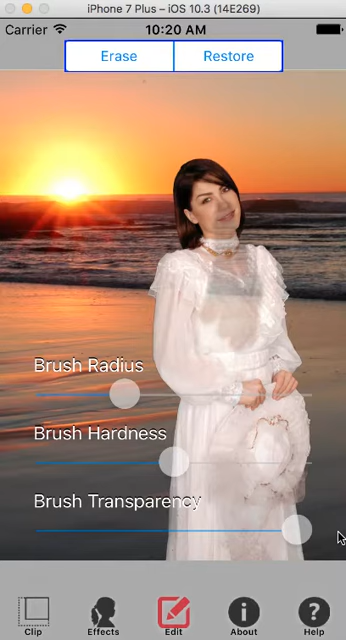 iPhone 7 Plus – iOS 10.3 (14E269)
Carrier 10:20 AM
Erase Restore
Brush Radius
Brush Hardness
Brush Transparency
Clip Effects Edit About Help